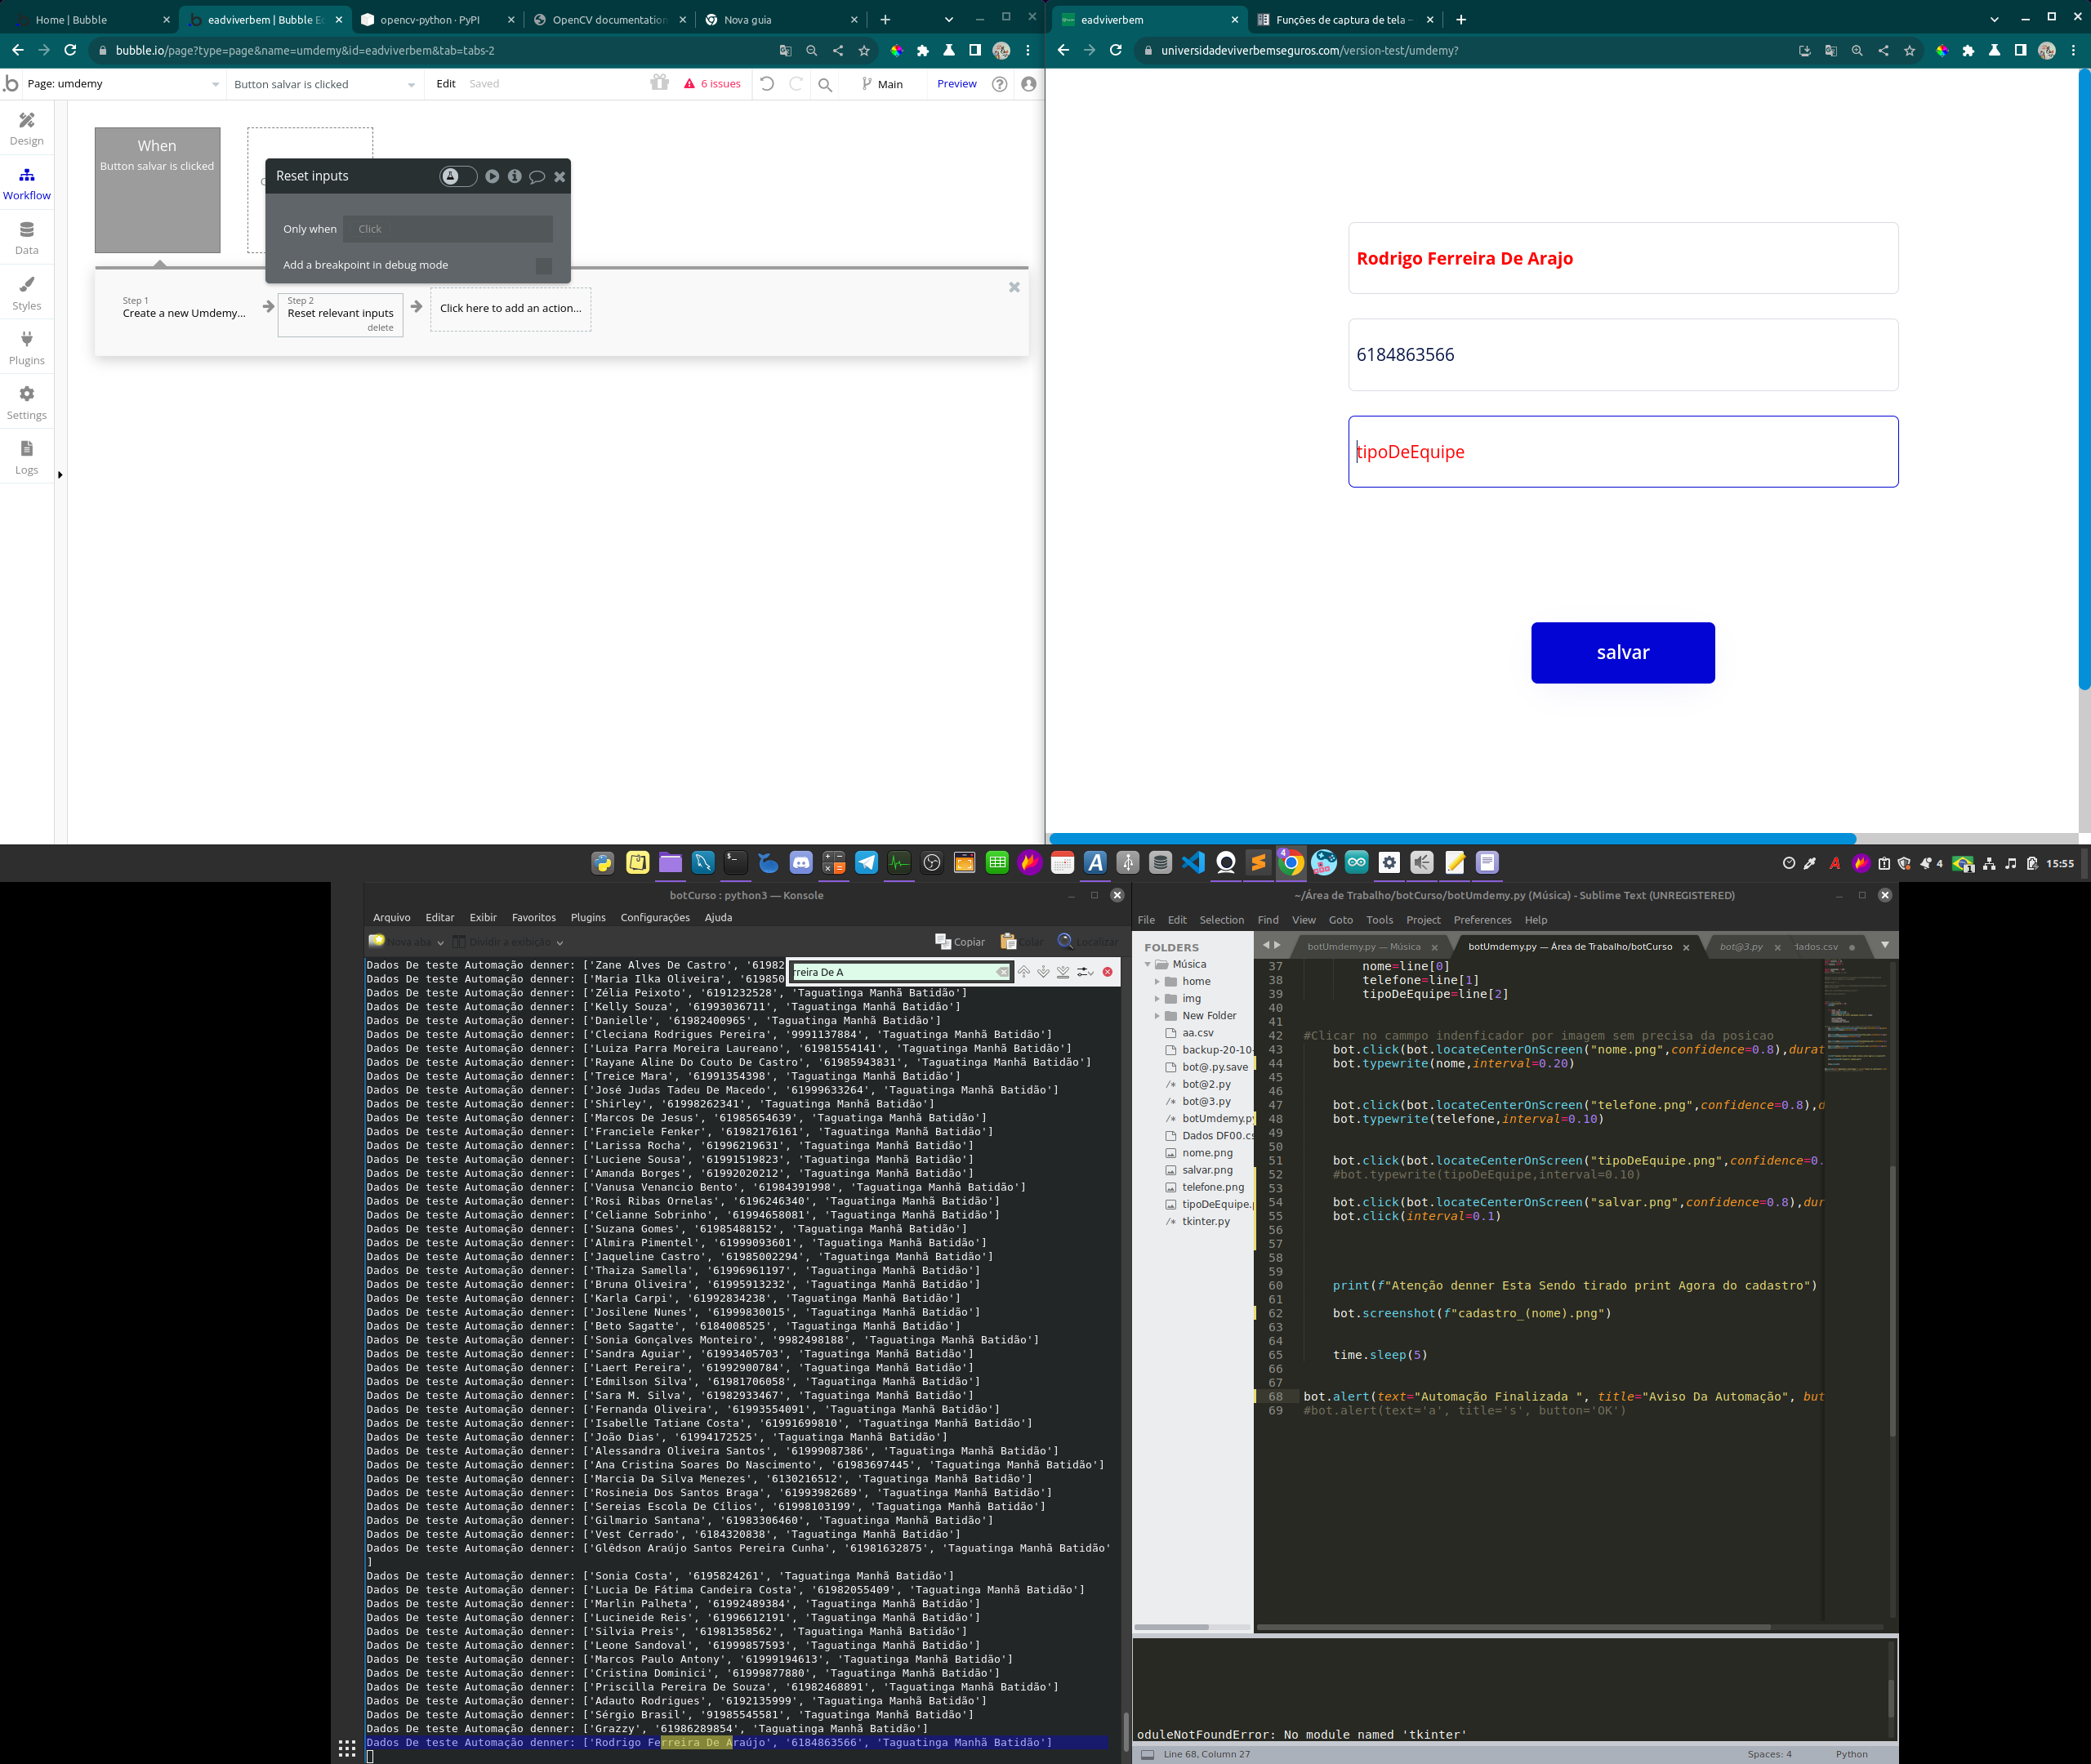 Home | Bubble
eadviverbem | Bubble Ed
opencv-python · PyPI
OpenCV documentation
Nova guia
bubble.io/page?type=page&name=umdemy&id=eadviverbem&tab=tabs-2
Page: umdemy
Button salvar is clicked
Edit
Saved
6 issues
Main
Preview
Design
Workflow
Data
Styles
Plugins
Settings
Logs
When
Button salvar is clicked
Reset inputs
Only when
Click
Add a breakpoint in debug mode
Step 1
Create a new Umdemy...
Step 2
Reset relevant inputs
delete
Click here to add an action...
eadviverbem
Funções de captura de tela –
universidadeviverbemseguros.com/version-test/umdemy?
Rodrigo Ferreira De Arajo
6184863566
tipoDeEquipe
salvar
4
4
15:55
botCurso : python3 — Konsole
Arquivo Editar Exibir Favoritos Plugins Configurações Ajuda
Nova aba
Dividir a exibição
Copiar
Colar
Localizar
rreira De A
Dados De teste Automação denner: ['Zane Alves De Castro', '61982
Dados De teste Automação denner: ['Maria Ilka Oliveira', '619850
Dados De teste Automação denner: ['Zélia Peixoto', '6191232528', 'Taguatinga Manhã Batidão']
Dados De teste Automação denner: ['Kelly Souza', '61993036711', 'Taguatinga Manhã Batidão']
Dados De teste Automação denner: ['Danielle', '61982400965', 'Taguatinga Manhã Batidão']
Dados De teste Automação denner: ['Cleciana Rodrigues Pereira', '9991137884', 'Taguatinga Manhã Batidão']
Dados De teste Automação denner: ['Luiza Parra Moreira Laureano', '61981554141', 'Taguatinga Manhã Batidão']
Dados De teste Automação denner: ['Rayane Aline Do Couto De Castro', '61985943831', 'Taguatinga Manhã Batidão']
Dados De teste Automação denner: ['Treice Mara', '61991354398', 'Taguatinga Manhã Batidão']
Dados De teste Automação denner: ['José Judas Tadeu De Macedo', '61999633264', 'Taguatinga Manhã Batidão']
Dados De teste Automação denner: ['Shirley', '61998262341', 'Taguatinga Manhã Batidão']
Dados De teste Automação denner: ['Marcos De Jesus', '61985654639', 'Taguatinga Manhã Batidão']
Dados De teste Automação denner: ['Franciele Fenker', '61982176161', 'Taguatinga Manhã Batidão']
Dados De teste Automação denner: ['Larissa Rocha', '61996219631', 'Taguatinga Manhã Batidão']
Dados De teste Automação denner: ['Luciene Sousa', '61991519823', 'Taguatinga Manhã Batidão']
Dados De teste Automação denner: ['Amanda Borges', '61992020212', 'Taguatinga Manhã Batidão']
Dados De teste Automação denner: ['Vanusa Venancio Bento', '61984391998', 'Taguatinga Manhã Batidão']
Dados De teste Automação denner: ['Rosi Ribas Ornelas', '6196246340', 'Taguatinga Manhã Batidão']
Dados De teste Automação denner: ['Celianne Sobrinho', '61994658081', 'Taguatinga Manhã Batidão']
Dados De teste Automação denner: ['Suzana Gomes', '61985488152', 'Taguatinga Manhã Batidão']
Dados De teste Automação denner: ['Almira Pimentel', '61999093601', 'Taguatinga Manhã Batidão']
Dados De teste Automação denner: ['Jaqueline Castro', '61985002294', 'Taguatinga Manhã Batidão']
Dados De teste Automação denner: ['Thaiza Samella', '61996961197', 'Taguatinga Manhã Batidão']
Dados De teste Automação denner: ['Bruna Oliveira', '61995913232', 'Taguatinga Manhã Batidão']
Dados De teste Automação denner: ['Karla Carpi', '61992834238', 'Taguatinga Manhã Batidão']
Dados De teste Automação denner: ['Josilene Nunes', '61999830015', 'Taguatinga Manhã Batidão']
Dados De teste Automação denner: ['Beto Sagatte', '6184008525', 'Taguatinga Manhã Batidão']
Dados De teste Automação denner: ['Sonia Gonçalves Monteiro', '9982498188', 'Taguatinga Manhã Batidão']
Dados De teste Automação denner: ['Sandra Aguiar', '61993405703', 'Taguatinga Manhã Batidão']
Dados De teste Automação denner: ['Laert Pereira', '61992900784', 'Taguatinga Manhã Batidão']
Dados De teste Automação denner: ['Edmilson Silva', '61981706058', 'Taguatinga Manhã Batidão']
Dados De teste Automação denner: ['Sara M. Silva', '61982933467', 'Taguatinga Manhã Batidão']
Dados De teste Automação denner: ['Fernanda Oliveira', '61993554091', 'Taguatinga Manhã Batidão']
Dados De teste Automação denner: ['Isabelle Tatiane Costa', '61991699810', 'Taguatinga Manhã Batidão']
Dados De teste Automação denner: ['João Dias', '61994172525', 'Taguatinga Manhã Batidão']
Dados De teste Automação denner: ['Alessandra Oliveira Santos', '61999087386', 'Taguatinga Manhã Batidão']
Dados De teste Automação denner: ['Ana Cristina Soares Do Nascimento', '61983697445', 'Taguatinga Manhã Batidão']
Dados De teste Automação denner: ['Marcia Da Silva Menezes', '6130216512', 'Taguatinga Manhã Batidão']
Dados De teste Automação denner: ['Rosineia Dos Santos Braga', '61993982689', 'Taguatinga Manhã Batidão']
Dados De teste Automação denner: ['Sereias Escola De Cílios', '61998103199', 'Taguatinga Manhã Batidão']
Dados De teste Automação denner: ['Gilmario Santana', '61983306460', 'Taguatinga Manhã Batidão']
Dados De teste Automação denner: ['Vest Cerrado', '6184320838', 'Taguatinga Manhã Batidão']
Dados De teste Automação denner: ['Glêdson Araújo Santos Pereira Cunha', '61981632875', 'Taguatinga Manhã Batidão'
]
Dados De teste Automação denner: ['Sonia Costa', '6195824261', 'Taguatinga Manhã Batidão']
Dados De teste Automação denner: ['Lucia De Fátima Candeira Costa', '61982055409', 'Taguatinga Manhã Batidão']
Dados De teste Automação denner: ['Marlin Palheta', '61992489384', 'Taguatinga Manhã Batidão']
Dados De teste Automação denner: ['Lucineide Reis', '61996612191', 'Taguatinga Manhã Batidão']
Dados De teste Automação denner: ['Silvia Preis', '61981358562', 'Taguatinga Manhã Batidão']
Dados De teste Automação denner: ['Leone Sandoval', '61999857593', 'Taguatinga Manhã Batidão']
Dados De teste Automação denner: ['Marcos Paulo Antony', '61999194613', 'Taguatinga Manhã Batidão']
Dados De teste Automação denner: ['Cristina Dominici', '61999877880', 'Taguatinga Manhã Batidão']
Dados De teste Automação denner: ['Priscilla Pereira De Souza', '61982468891', 'Taguatinga Manhã Batidão']
Dados De teste Automação denner: ['Adauto Rodrigues', '6192135999', 'Taguatinga Manhã Batidão']
Dados De teste Automação denner: ['Sérgio Brasil', '91985545581', 'Taguatinga Manhã Batidão']
Dados De teste Automação denner: ['Grazzy', '61986289854', 'Taguatinga Manhã Batidão']
Dados De teste Automação denner: ['Rodrigo Ferreira De Araújo', '6184863566', 'Taguatinga Manhã Batidão']
~/Área de Trabalho/botCurso/botUmdemy.py (Música) - Sublime Text (UNREGISTERED)
File Edit Selection Find View Goto Tools Project Preferences Help
FOLDERS
Música
home
img
New Folder
aa.csv
backup-20-10-
bot@.py.save
bot@2.py
bot@3.py
botUmdemy.py
Dados DF00.cs
nome.png
salvar.png
telefone.png
tipoDeEquipe.p
tkinter.py
botUmdemy.py — Música
botUmdemy.py — Área de Trabalho/botCurso
bot@3.py
dados.csv
37 nome=line[0]
38 telefone=line[1]
39 tipoDeEquipe=line[2]
40
41
42 #Clicar no cammpo indenficador por imagem sem precisa da posicao
43 bot.click(bot.locateCenterOnScreen("nome.png",confidence=0.8),durat
44 bot.typewrite(nome,interval=0.20)
45
46
47 bot.click(bot.locateCenterOnScreen("telefone.png",confidence=0.8),d
48 bot.typewrite(telefone,interval=0.10)
49
50
51 bot.click(bot.locateCenterOnScreen("tipoDeEquipe.png",confidence=0.
52 #bot.typewrite(tipoDeEquipe,interval=0.10)
53
54 bot.click(bot.locateCenterOnScreen("salvar.png",confidence=0.8),dur
55 bot.click(interval=0.1)
56
57
58
59
60 print(f"Atenção denner Esta Sendo tirado print Agora do cadastro")
61
62 bot.screenshot(f"cadastro_(nome).png")
63
64
65 time.sleep(5)
66
67
68 bot.alert(text="Automação Finalizada ", title="Aviso Da Automação", but
69 #bot.alert(text='a', title='s', button='OK')
oduleNotFoundError: No module named 'tkinter'
Line 68, Column 27
Spaces: 4
Python